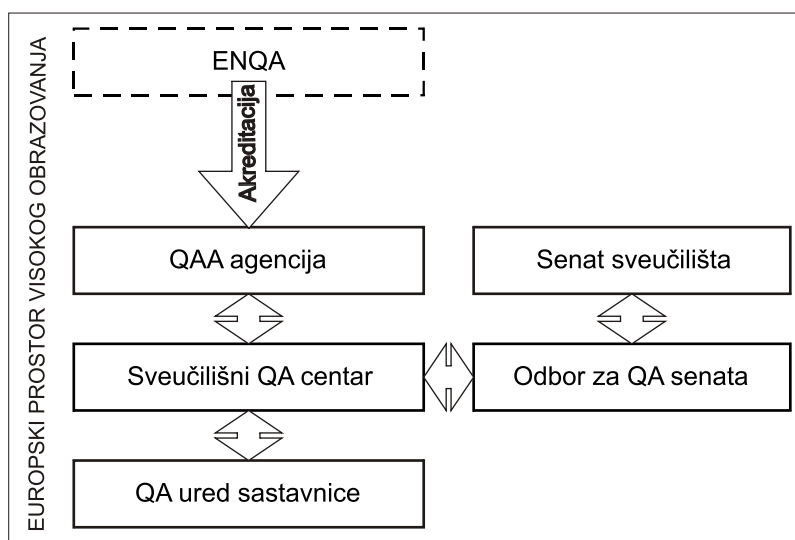 EUROPSKI PROSTOR VISOKOG OBRAZOVANJA
ENQA
Akreditacija
QAA agencija
Senat sveučilišta
Sveučilišni QA centar
Odbor za QA senata
QA ured sastavnice